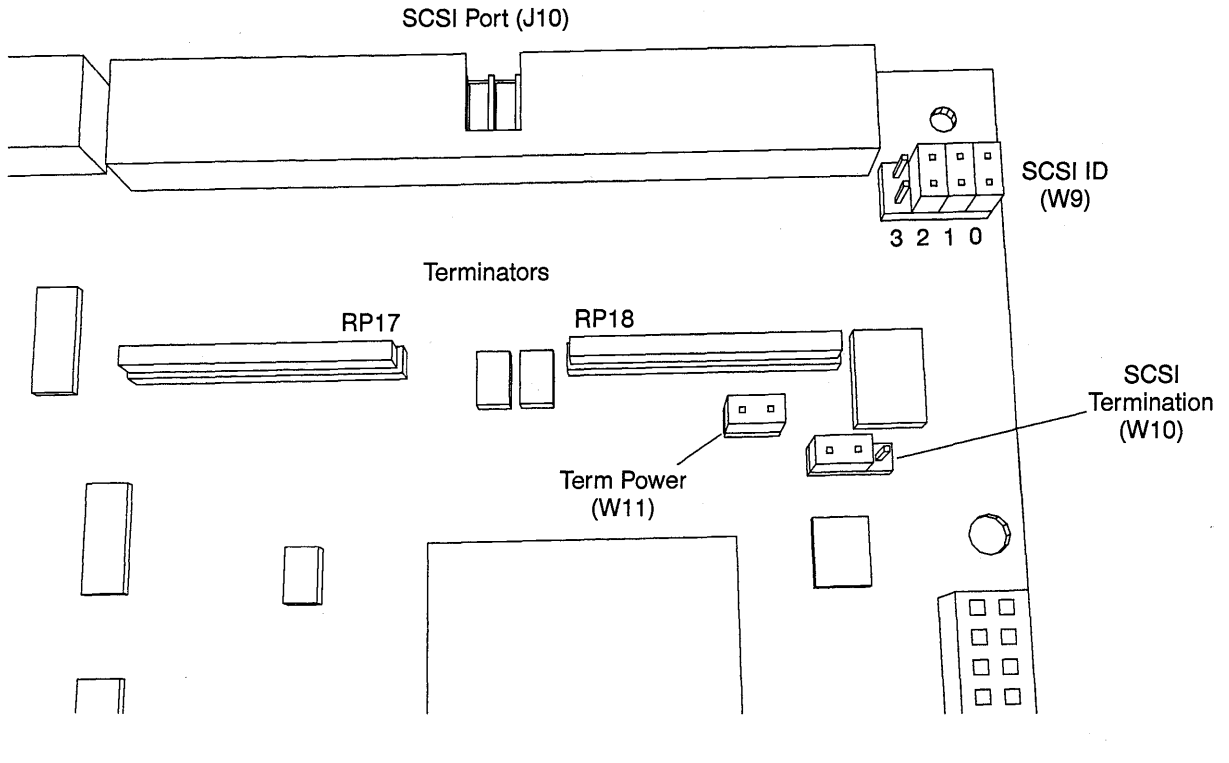 SCSI Port (J10)
SCSI ID
(W9)
3 2 1 0
Terminators
RP17
RP18
SCSI
Termination
(W10)
Term Power
(W11)